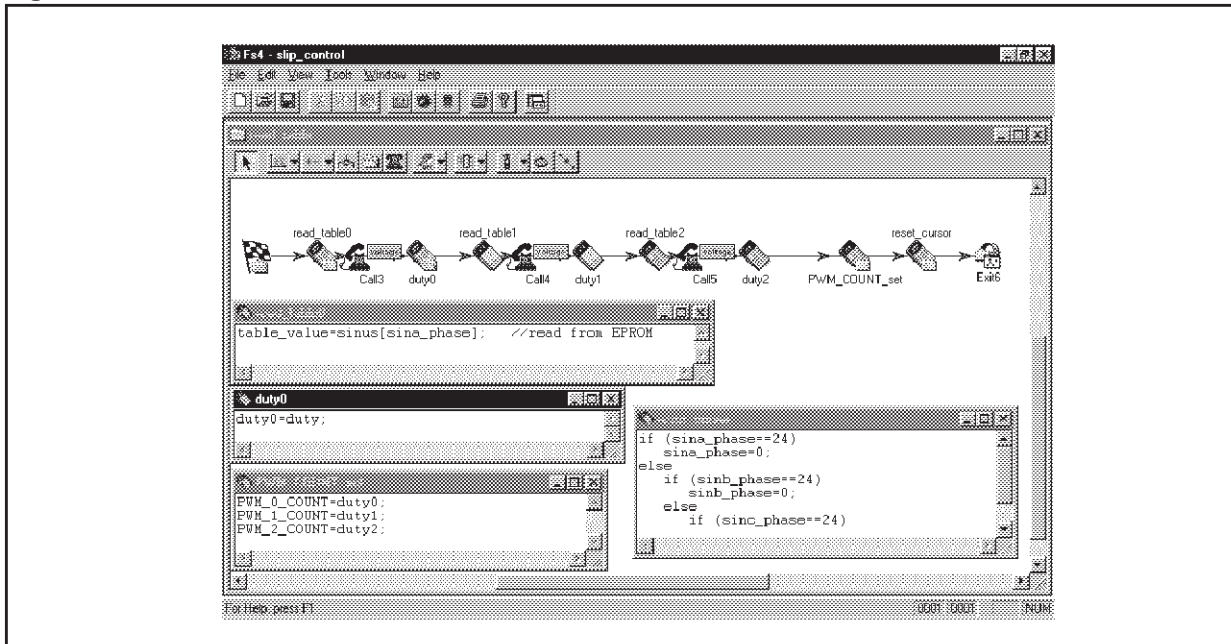 Fs4 - slip_control
File Edit View Tools Window Help
read_table0 read_table1 read_table2 reset_cursor
Call3 duty0 Call4 duty1 Call5 duty2 PWM_COUNT_set Exit6
table_value=sinus[sina_phase]; //read from EPROM
duty0
duty0=duty;
PWM_0_COUNT=duty0;
PWM_1_COUNT=duty1;
PWM_2_COUNT=duty2;
if (sina_phase==24)
sina_phase=0;
else
if (sinb_phase==24)
sinb_phase=0;
else
if (sinc_phase==24)
For Help, press F1 0001 0001 NUM